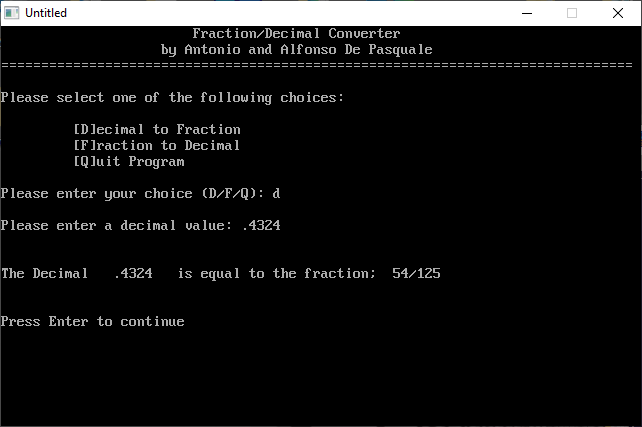 Untitled
Fraction/Decimal Converter
by Antonio and Alfonso De Pasquale
===============================================================================
Please select one of the following choices:
[D]ecimal to Fraction
[F]raction to Decimal
[Q]uit Program
Please enter your choice (D/F/Q): d
Please enter a decimal value: .4324
The Decimal   .4324   is equal to the fraction;  54/125
Press Enter to continue